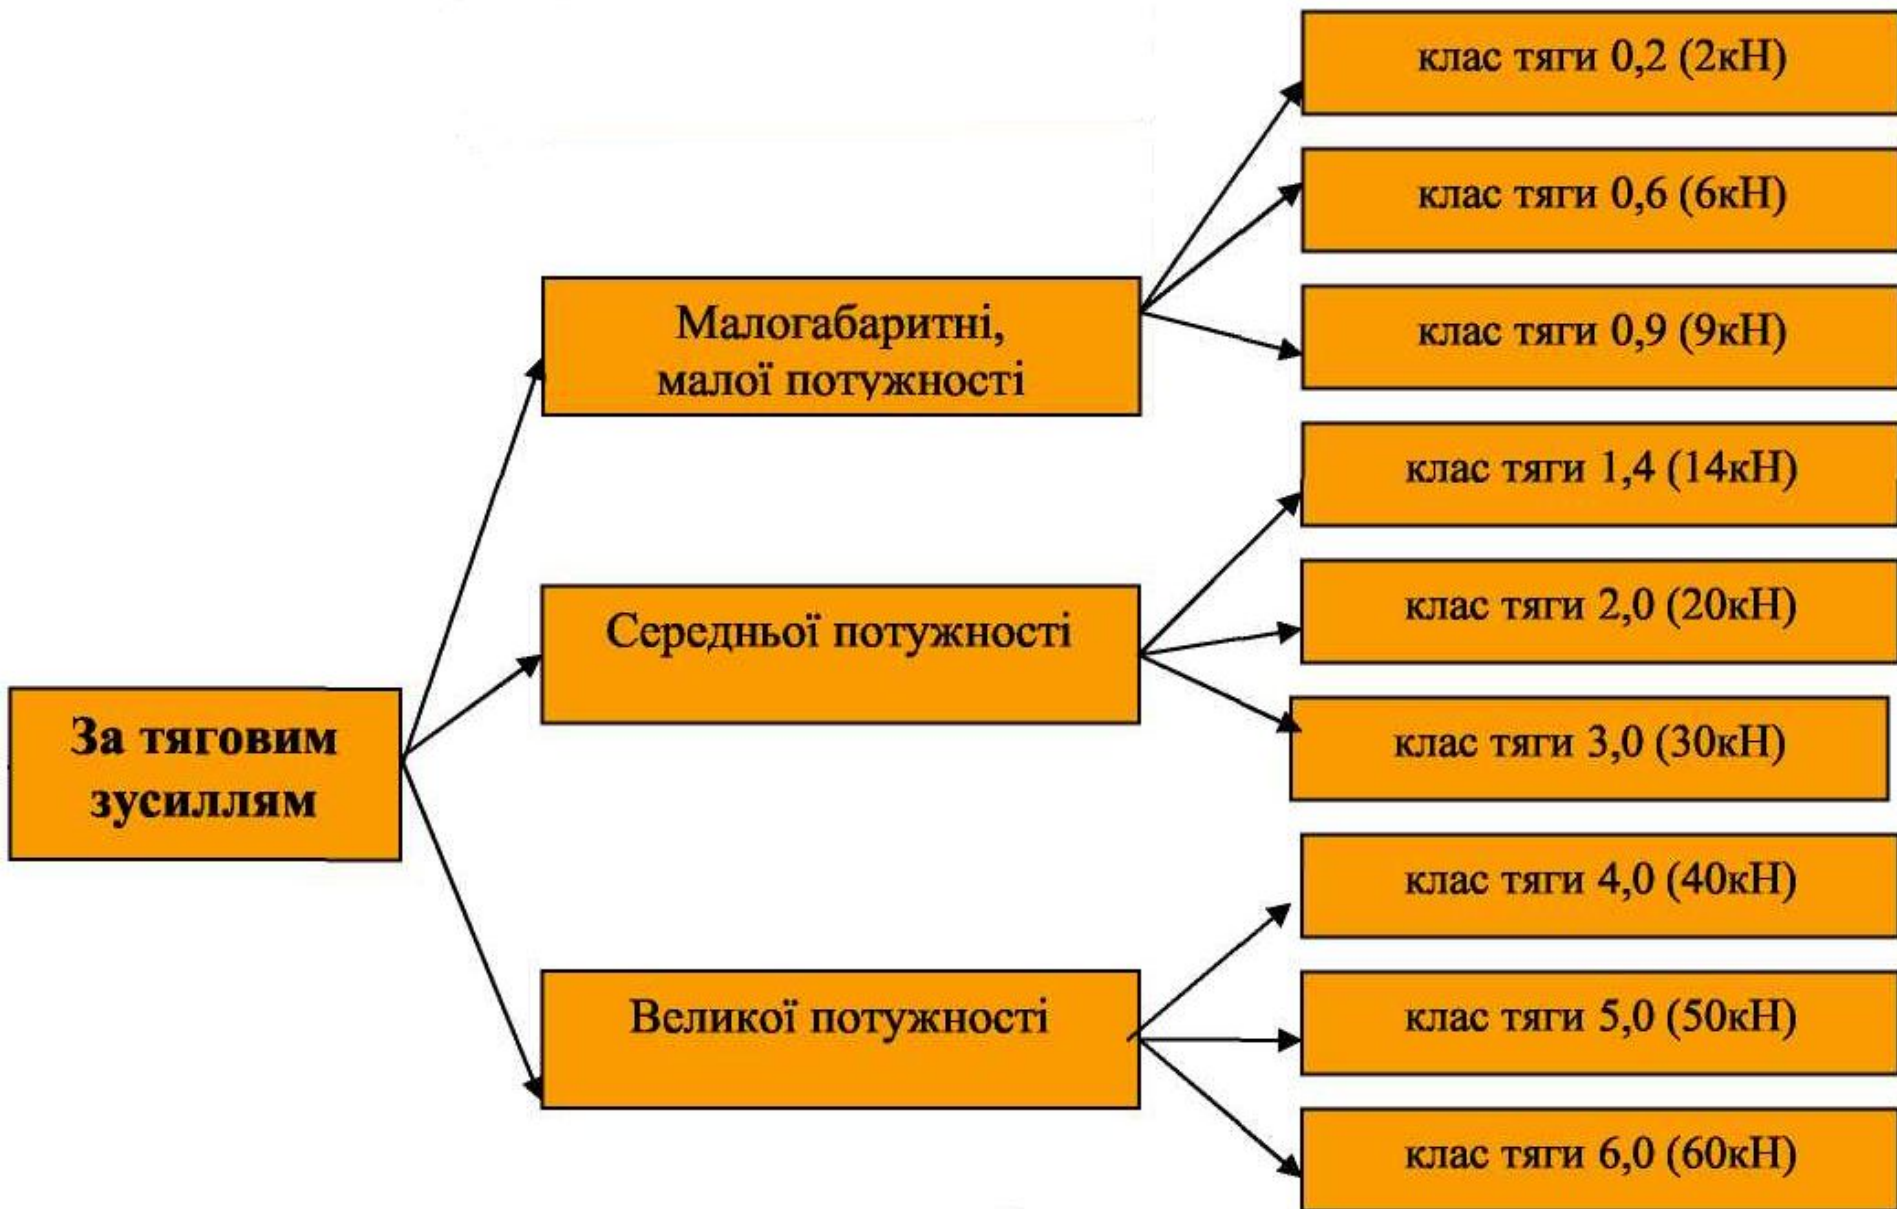 За тяговим
зусиллям
Малогабаритні,
малої потужності
Середньої потужності
Великої потужності
клас тяги 0,2 (2кН)
клас тяги 0,6 (6кН)
клас тяги 0,9 (9кН)
клас тяги 1,4 (14кН)
клас тяги 2,0 (20кН)
клас тяги 3,0 (30кН)
клас тяги 4,0 (40кН)
клас тяги 5,0 (50кН)
клас тяги 6,0 (60кН)